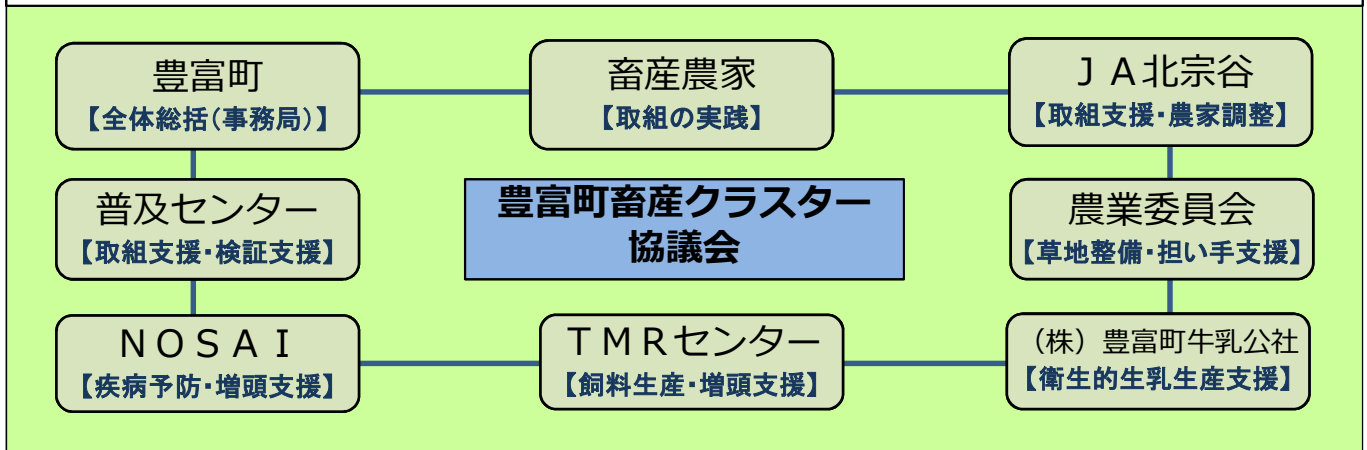 豊富町
【全体総括(事務局)】
畜産農家
【取組の実践】
ＪＡ北宗谷
【取組支援・農家調整】
普及センター
【取組支援・検証支援】
豊富町畜産クラスター
協議会
農業委員会
【草地整備・担い手支援】
ＮＯＳＡＩ
【疾病予防・増頭支援】
ＴＭＲセンター
【飼料生産・増頭支援】
（株）豊富町牛乳公社
【衛生的生乳生産支援】